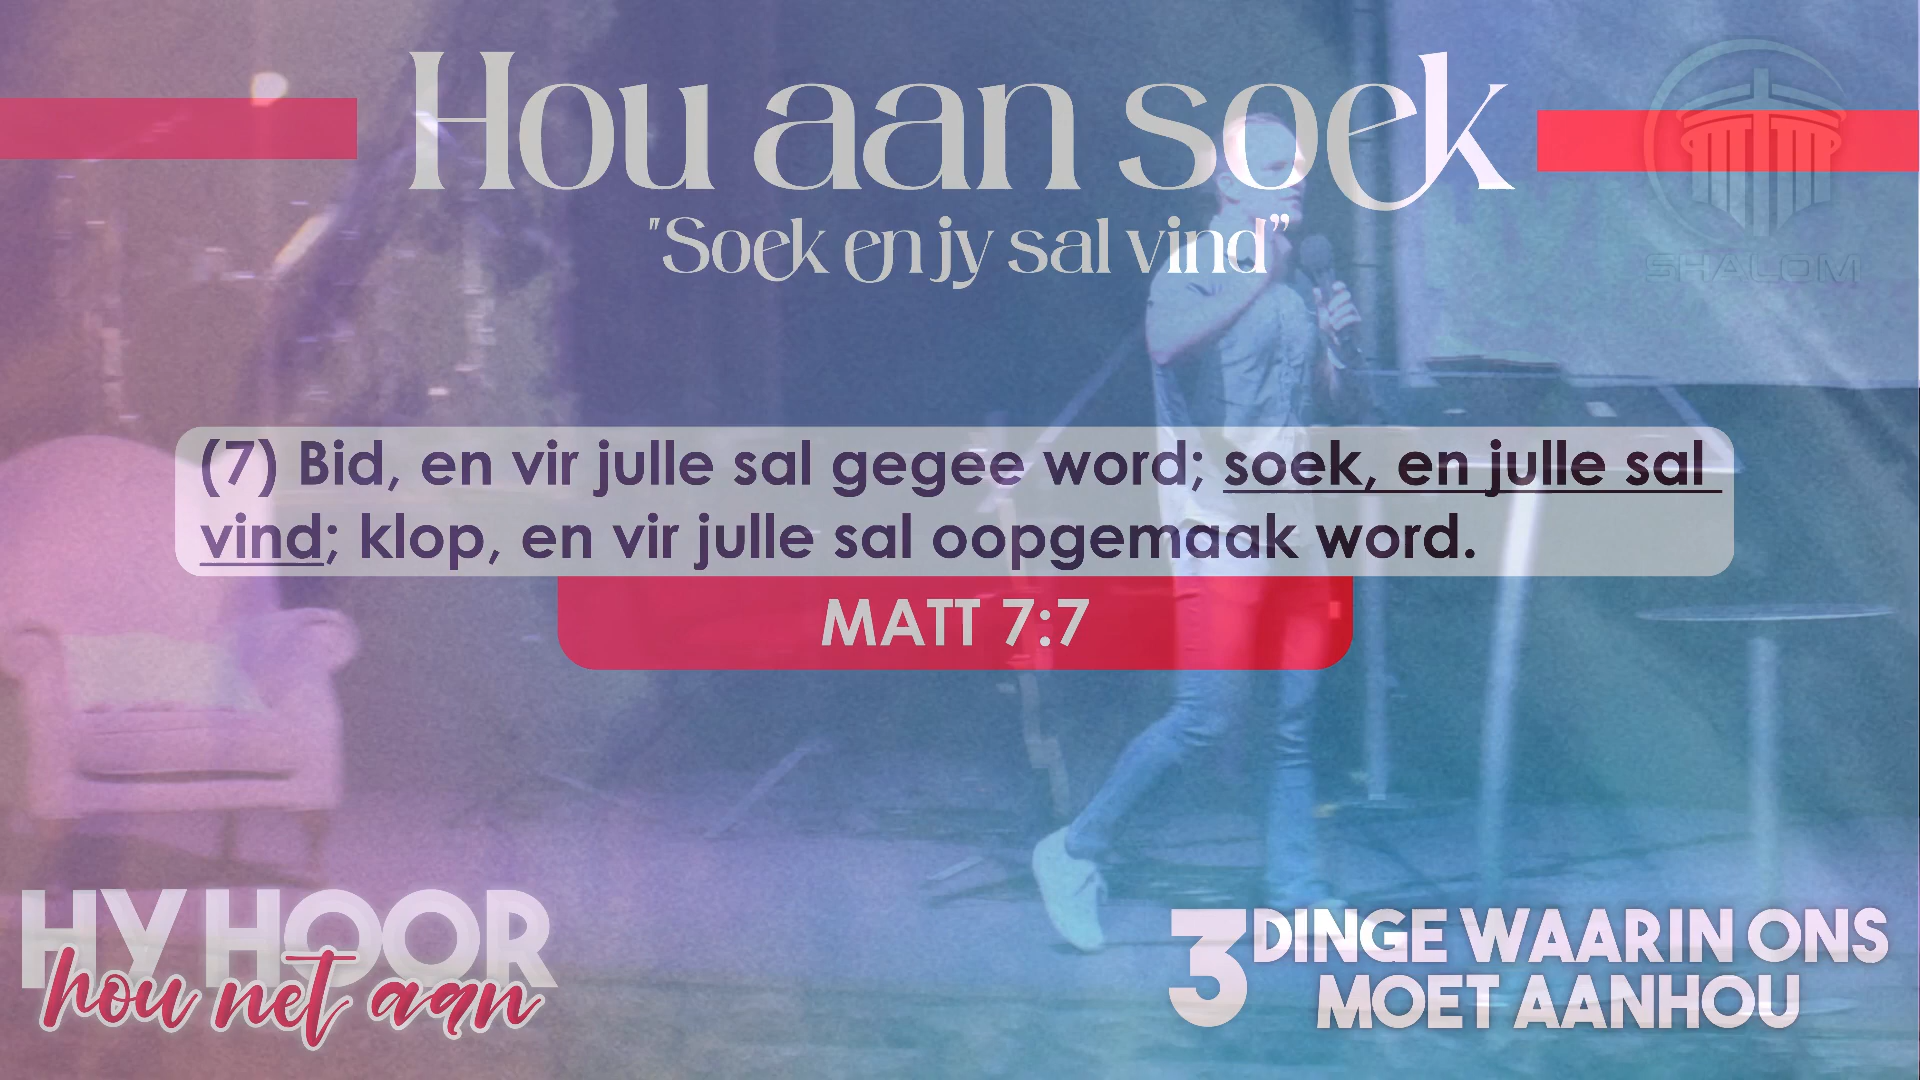 Hou aan soek
"Soek en jy sal vind”
SHALOM
(7) Bid, en vir julle sal gegee word; soek, en julle sal
vind; klop, en vir julle sal oopgemaak word.
MATT 7:7
HY HOOR
hou net aan
3 DINGE WAARIN ONS
MOET AANHOU